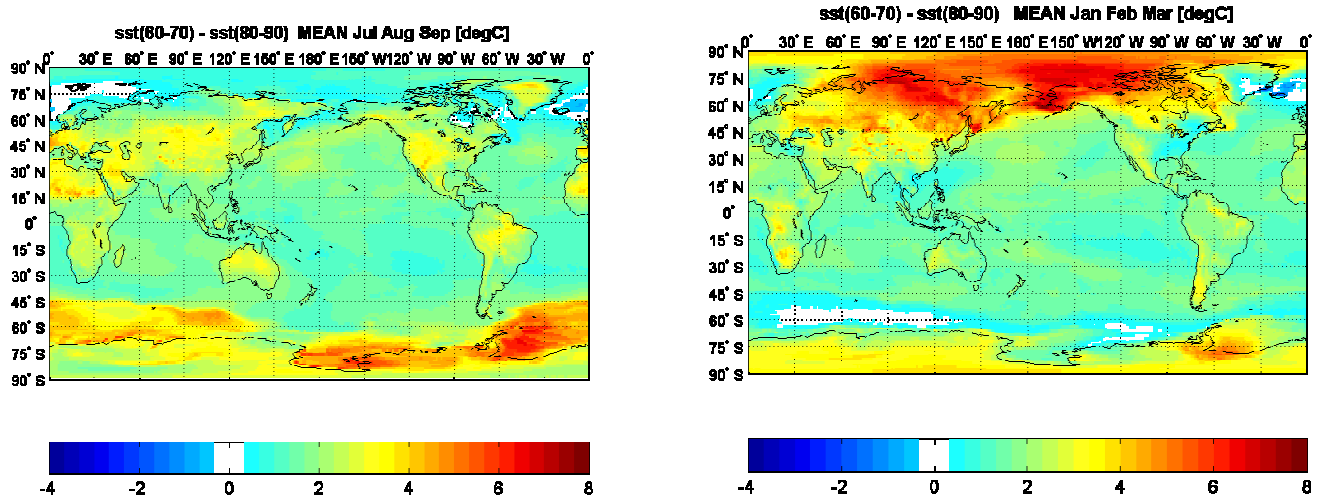 sst(60-70) - sst(80-90) MEAN Jul Aug Sep [degC]
0° 30° E 60° E 90° E 120° E 150° E 180° E 150° W 120° W 90° W 60° W 30° W 0°
90° N
75° N
60° N
45° N
30° N
15° N
0°
15° S
30° S
45° S
60° S
75° S
90° S
-4 -2 0 2 4 6 8
sst(60-70) - sst(80-90) MEAN Jan Feb Mar [degC]
0° 30° E 60° E 90° E 120° E 150° E 180° E 150° W 120° W 90° W 60° W 30° W 0°
90° N
75° N
60° N
45° N
30° N
15° N
0°
15° S
30° S
45° S
60° S
75° S
90° S
-4 -2 0 2 4 6 8